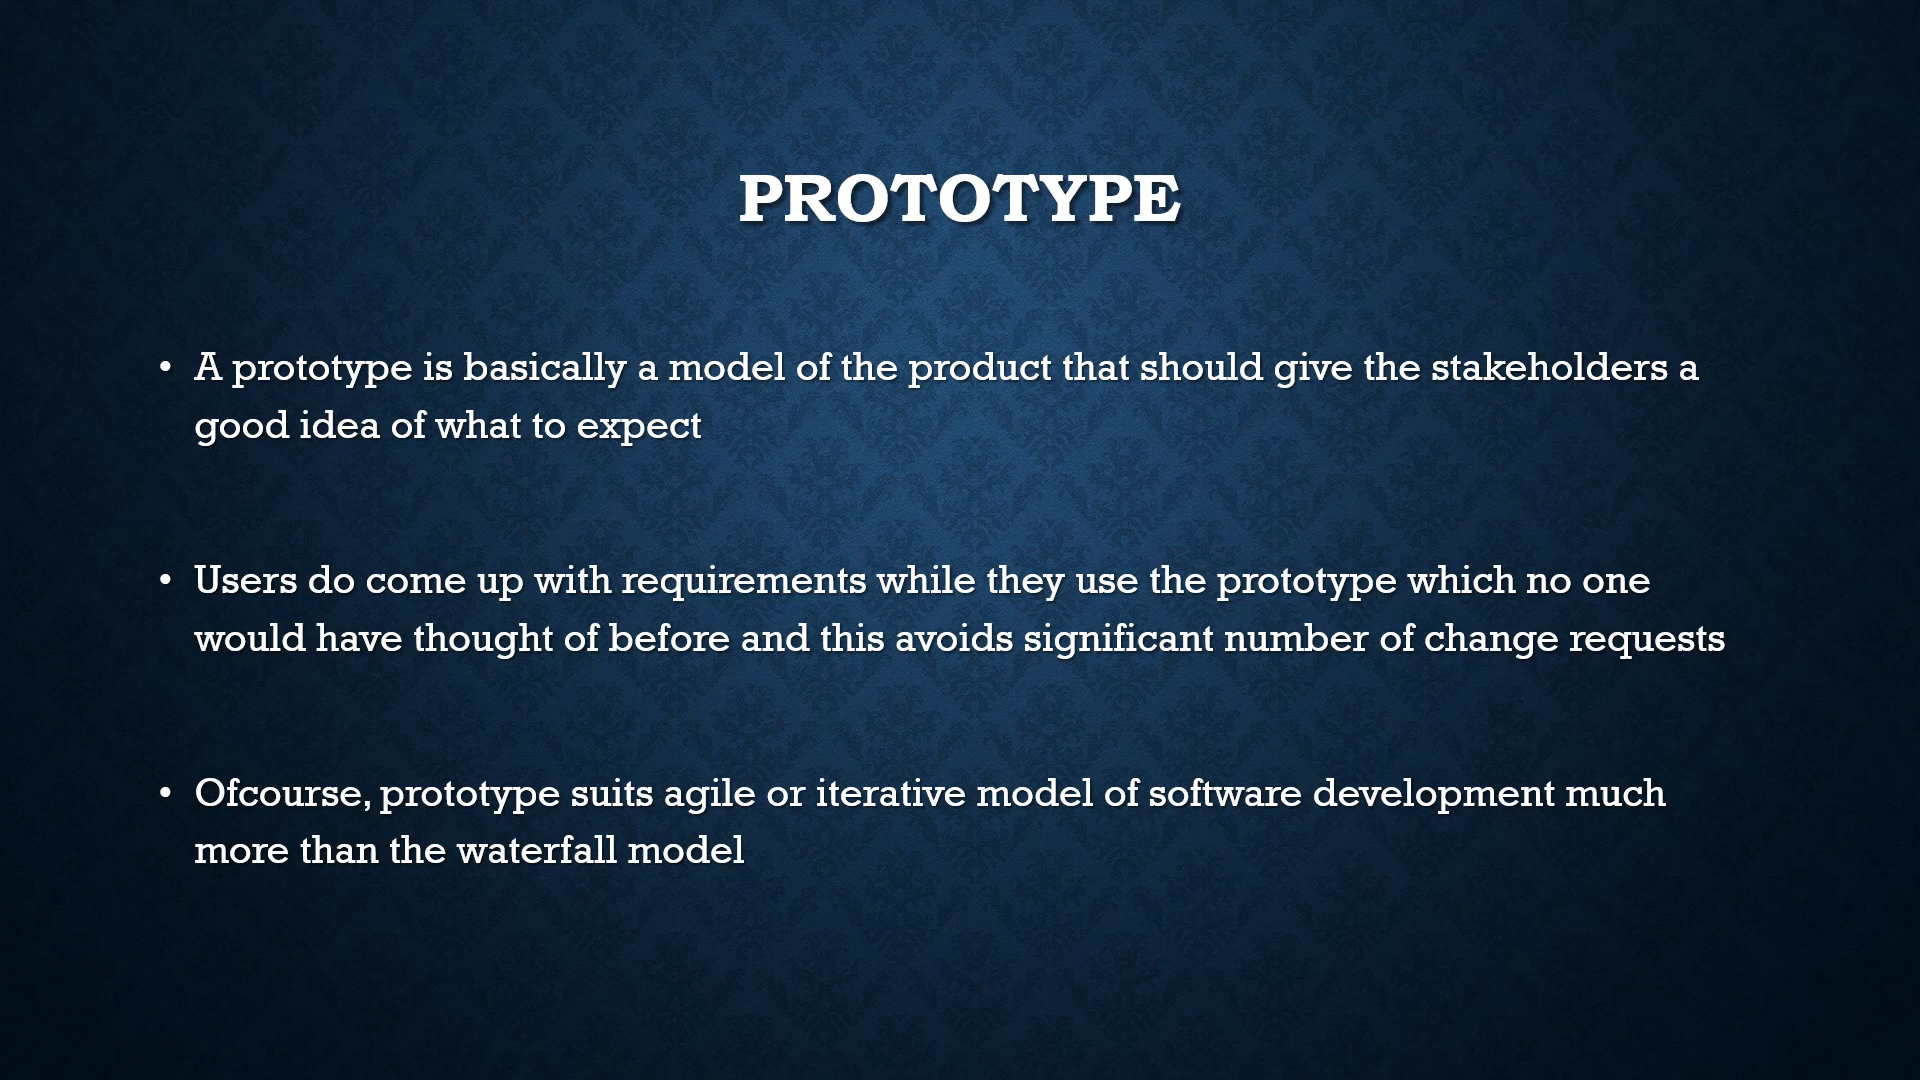 PROTOTYPE
• A prototype is basically a model of the product that should give the stakeholders a
good idea of what to expect
• Users do come up with requirements while they use the prototype which no one
would have thought of before and this avoids significant number of change requests
• Ofcourse, prototype suits agile or iterative model of software development much
more than the waterfall model